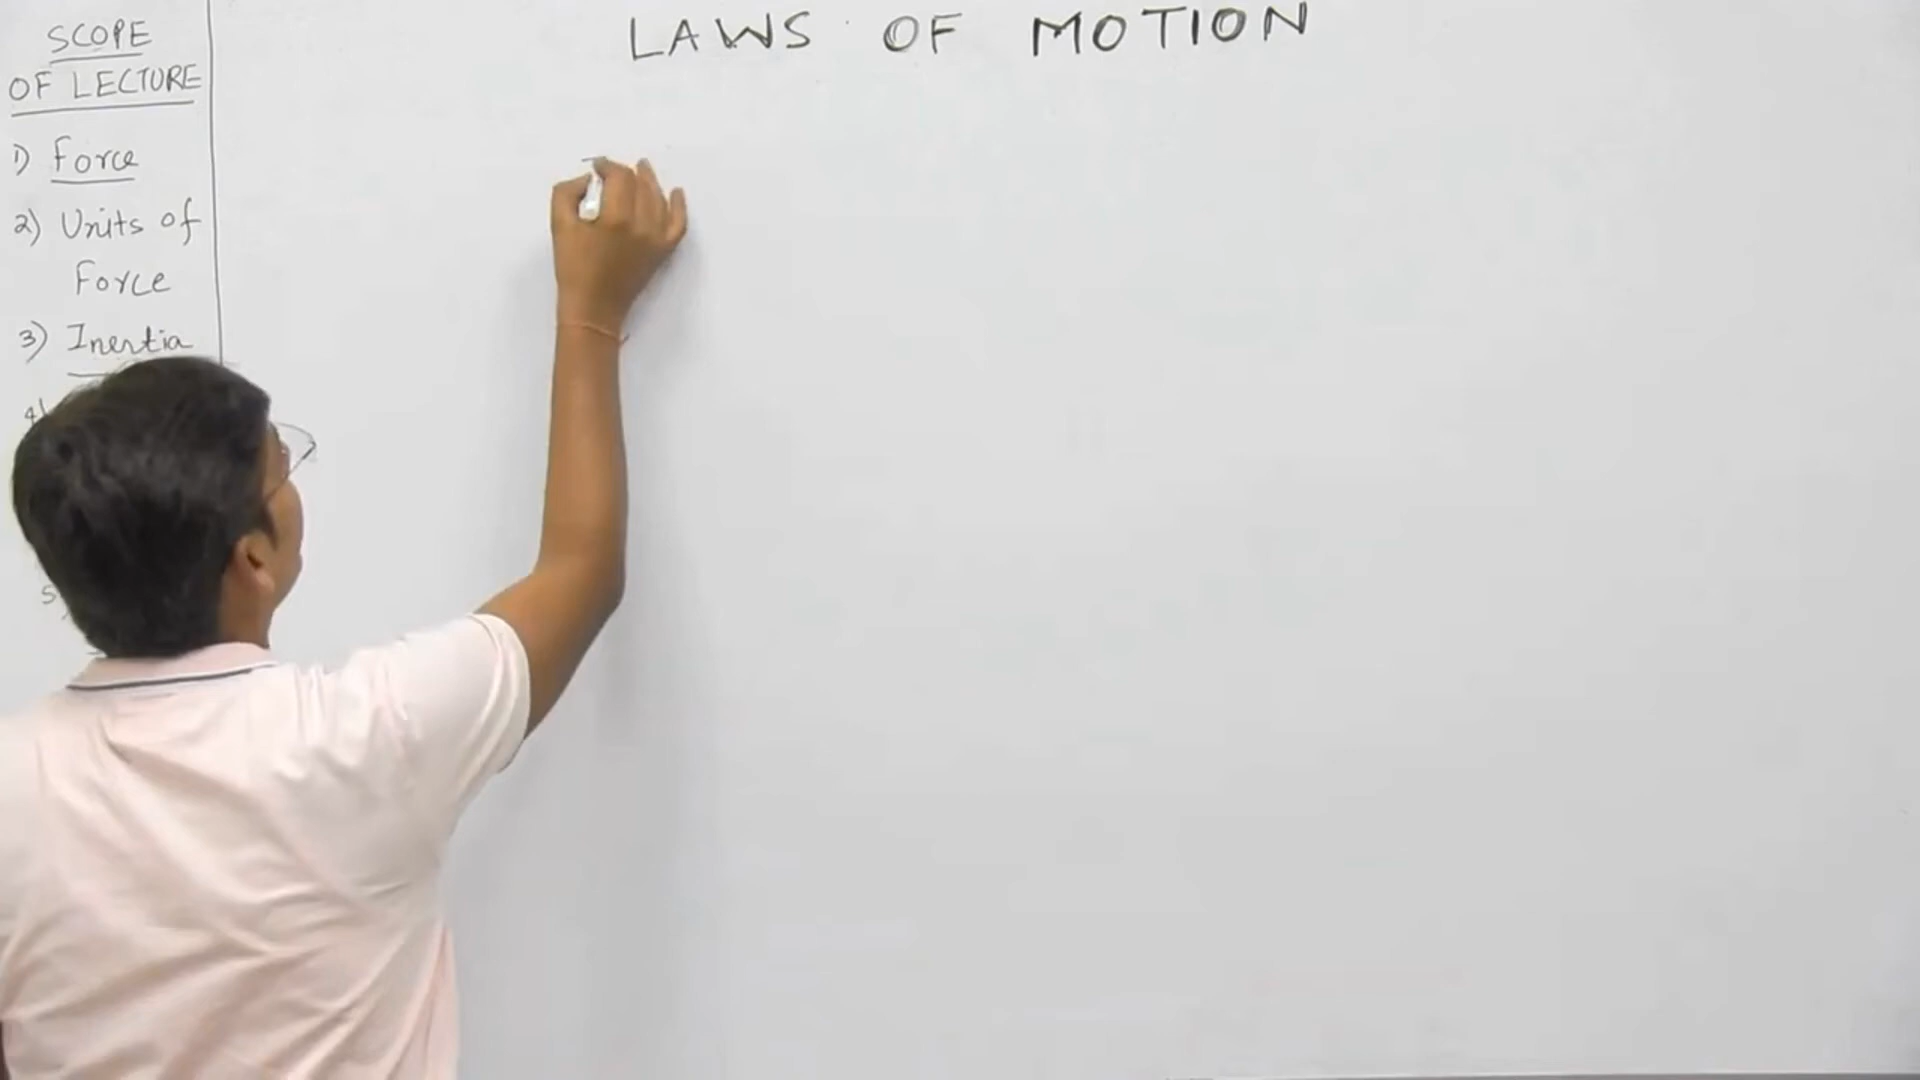 LAWS OF MOTION
SCOPE
OF LECTURE
1) Force
2) Units of
Force
3) Inertia
4)
5)